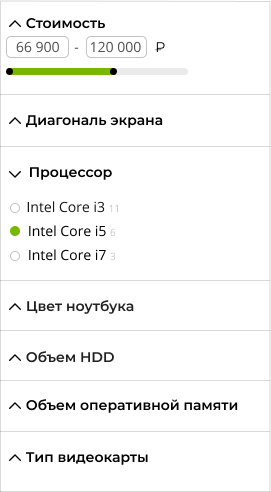 Стоимость
66 900 - 120 000 ₽
Диагональ экрана
Процессор
Intel Core i3 11
Intel Core i5 6
Intel Core i7 3
Цвет ноутбука
Объем HDD
Объем оперативной памяти
Тип видеокарты